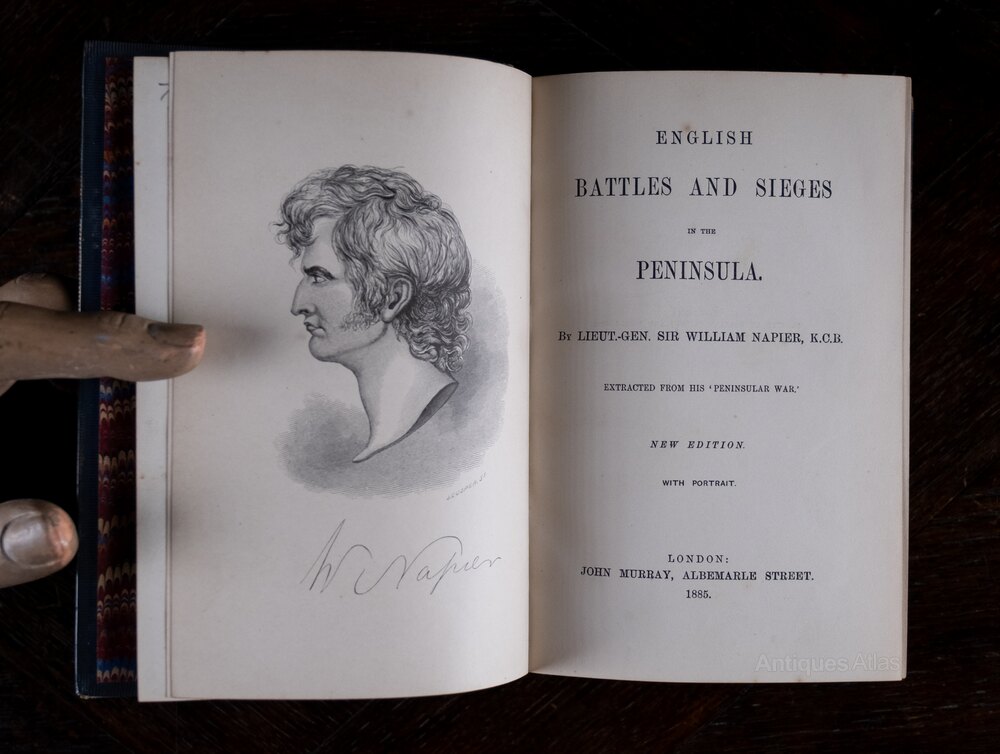 W. Napier
ENGLISH
BATTLES AND SIEGES
IN THE
PENINSULA.
By LIEUT.-GEN. SIR WILLIAM NAPIER, K.C.B.
EXTRACTED FROM HIS ‘PENINSULAR WAR.’
NEW EDITION.
WITH PORTRAIT.
LONDON:
JOHN MURRAY, ALBEMARLE STREET.
1885.
Antiques Atlas